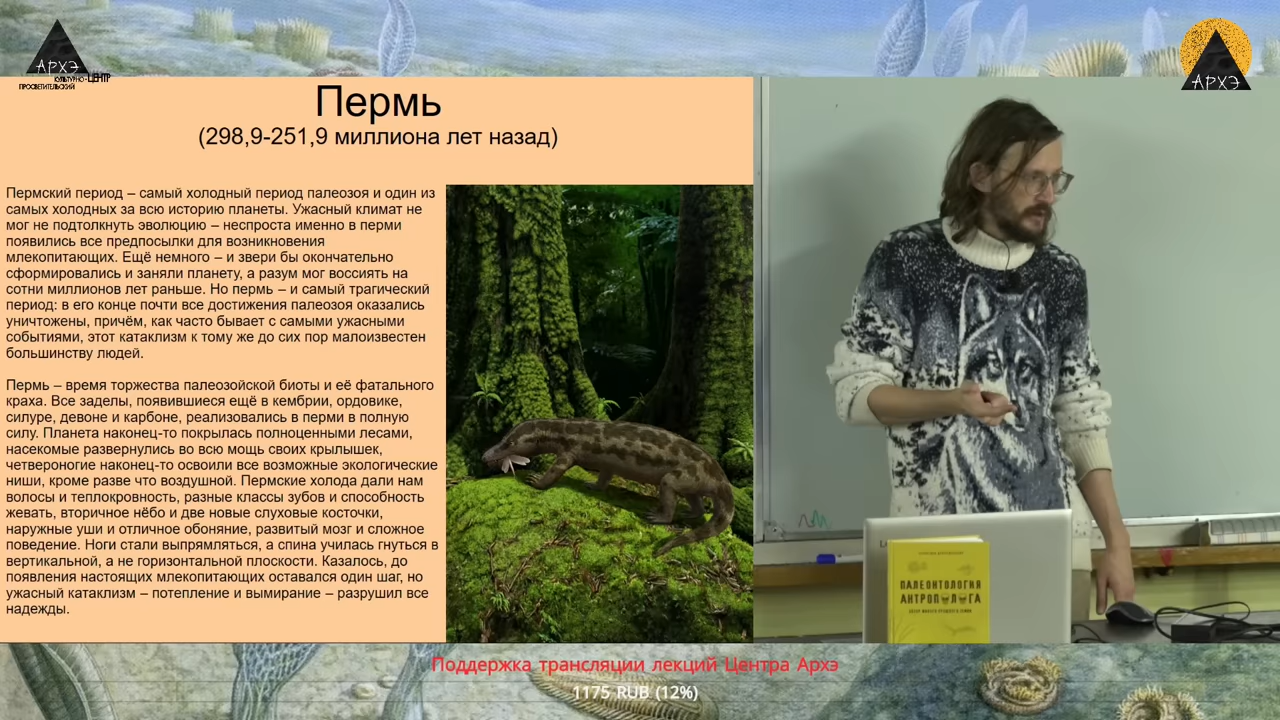 АРХЭ
КУЛЬТУРНО-ЦЕНТР
ПРОСВЕТИТЕЛЬСКИЙ
АРХЭ
Пермь
(298,9-251,9 миллиона лет назад)
Пермский период – самый холодный период палеозоя и один из
самых холодных за всю историю планеты. Ужасный климат не
мог не подтолкнуть эволюцию – неспроста именно в перми
появились все предпосылки для возникновения
млекопитающих. Ещё немного – и звери бы окончательно
сформировались и заняли планету, а разум мог воссиять на
сотни миллионов лет раньше. Но пермь – и самый трагический
период: в его конце почти все достижения палеозоя оказались
уничтожены, причём, как часто бывает с самыми ужасными
событиями, этот катаклизм к тому же до сих пор малоизвестен
большинству людей.
Пермь – время торжества палеозойской биоты и её фатального
краха. Все заделы, появившиеся ещё в кембрии, ордовике,
силуре, девоне и карбоне, реализовались в перми в полную
силу. Планета наконец-то покрылась полноценными лесами,
насекомые развернулись во всю мощь своих крылышек,
четвероногие наконец-то освоили все возможные экологические
ниши, кроме разве что воздушной. Пермские холода дали нам
волосы и теплокровность, разные классы зубов и способность
жевать, вторичное нёбо и две новые слуховые косточки,
наружные уши и отличное обоняние, развитый мозг и сложное
поведение. Ноги стали выпрямляться, а спина училась гнуться в
вертикальной, а не горизонтальной плоскости. Казалось, до
появления настоящих млекопитающих оставался один шаг, но
ужасный катаклизм – потепление и вымирание – разрушил все
надежды.
ПАЛЕОНТОЛОГИЯ
АНТРОПОЛОГА
Поддержка трансляции лекций Центра Архэ
1175 RUB (12%)